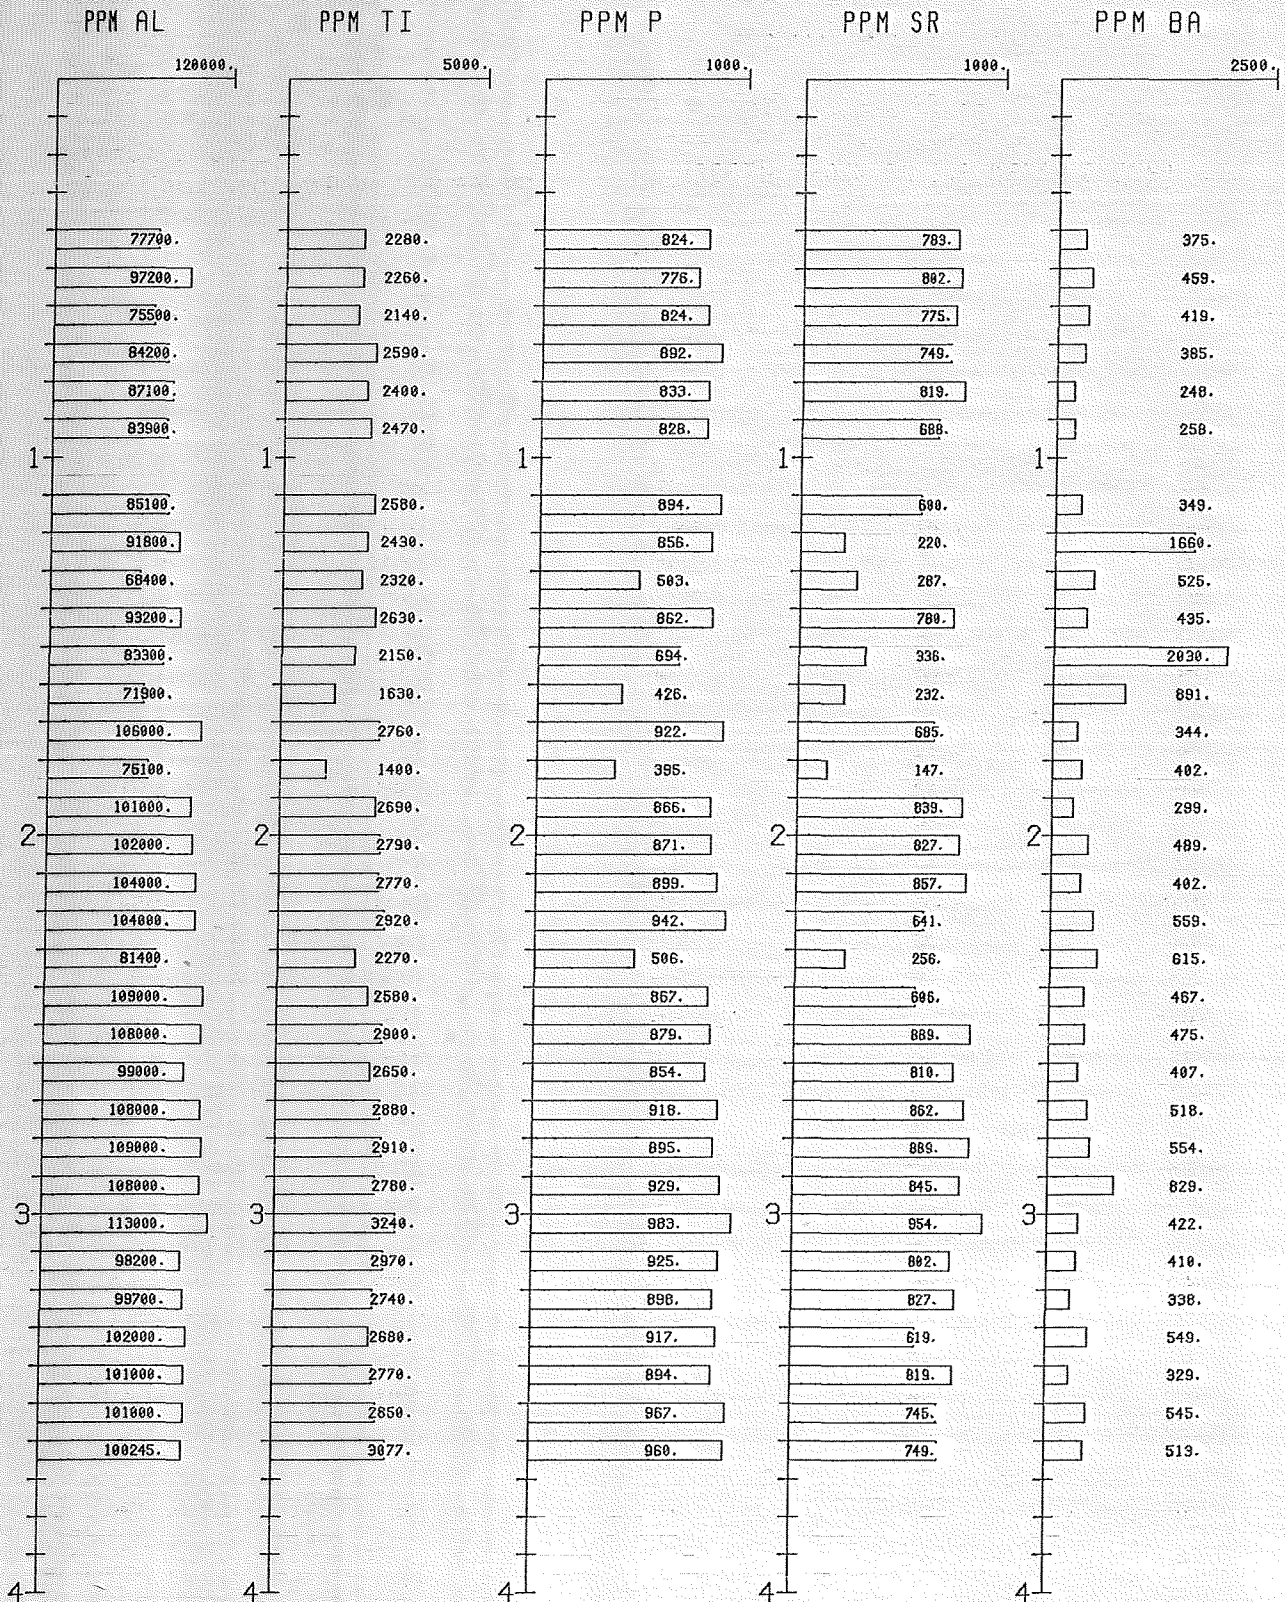 PPM AL PPM TI PPM P PPM SR PPM BA
120000. 5000. 1000. 1000. 2500.
77700. 2280. 824. 783. 375.
97200. 2260. 776. 802. 459.
75500. 2140. 824. 775. 419.
84200. 2590. 892. 749. 385.
87100. 2400. 833. 819. 248.
83900. 2470. 828. 688. 258.
1 1 1 1 1
85100. 2580. 894. 600. 349.
91800. 2430. 856. 220. 1660.
68400. 2320. 503. 287. 525.
93200. 2630. 862. 780. 435.
83300. 2150. 694. 336. 2030.
71900. 1630. 426. 232. 891.
106000. 2760. 922. 685. 344.
76100. 1400. 395. 147. 402.
101000. 2690. 866. 839. 299.
2 2 2 2 2
102000. 2790. 871. 827. 489.
104000. 2770. 899. 857. 402.
104000. 2920. 942. 641. 559.
81400. 2270. 506. 256. 615.
109000. 2580. 867. 606. 467.
108000. 2900. 879. 889. 475.
99000. 2650. 854. 810. 407.
108000. 2880. 918. 862. 518.
109000. 2910. 895. 889. 554.
108000. 2780. 929. 845. 829.
3 3 3 3 3
113000. 3240. 983. 954. 422.
98200. 2970. 925. 802. 410.
99700. 2740. 898. 827. 338.
102000. 2680. 917. 619. 549.
101000. 2770. 894. 819. 329.
101000. 2850. 967. 745. 545.
100245. 3077. 960. 749. 513.
4 4 4 4 4